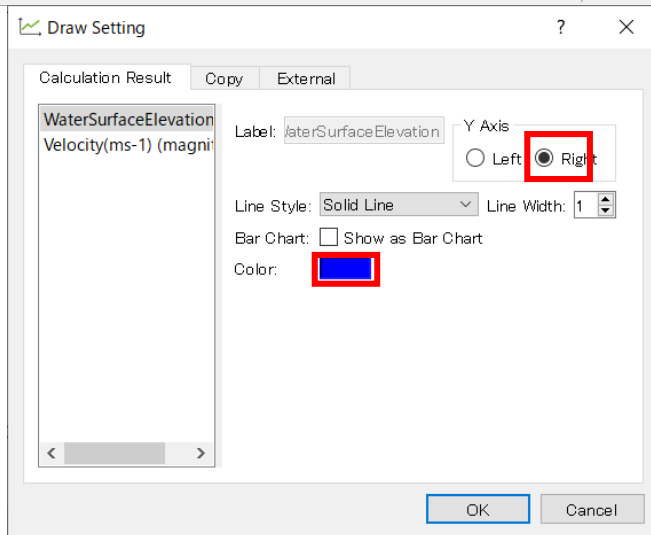 Draw Setting
?
Calculation Result
Copy
External
WaterSurfaceElevation
Velocity(ms-1) (magni
Label:
aterSurfaceElevation
Y Axis
Left
Right
Line Style:
Solid Line
Line Width:
1
Bar Chart:
Show as Bar Chart
Color:
OK
Cancel